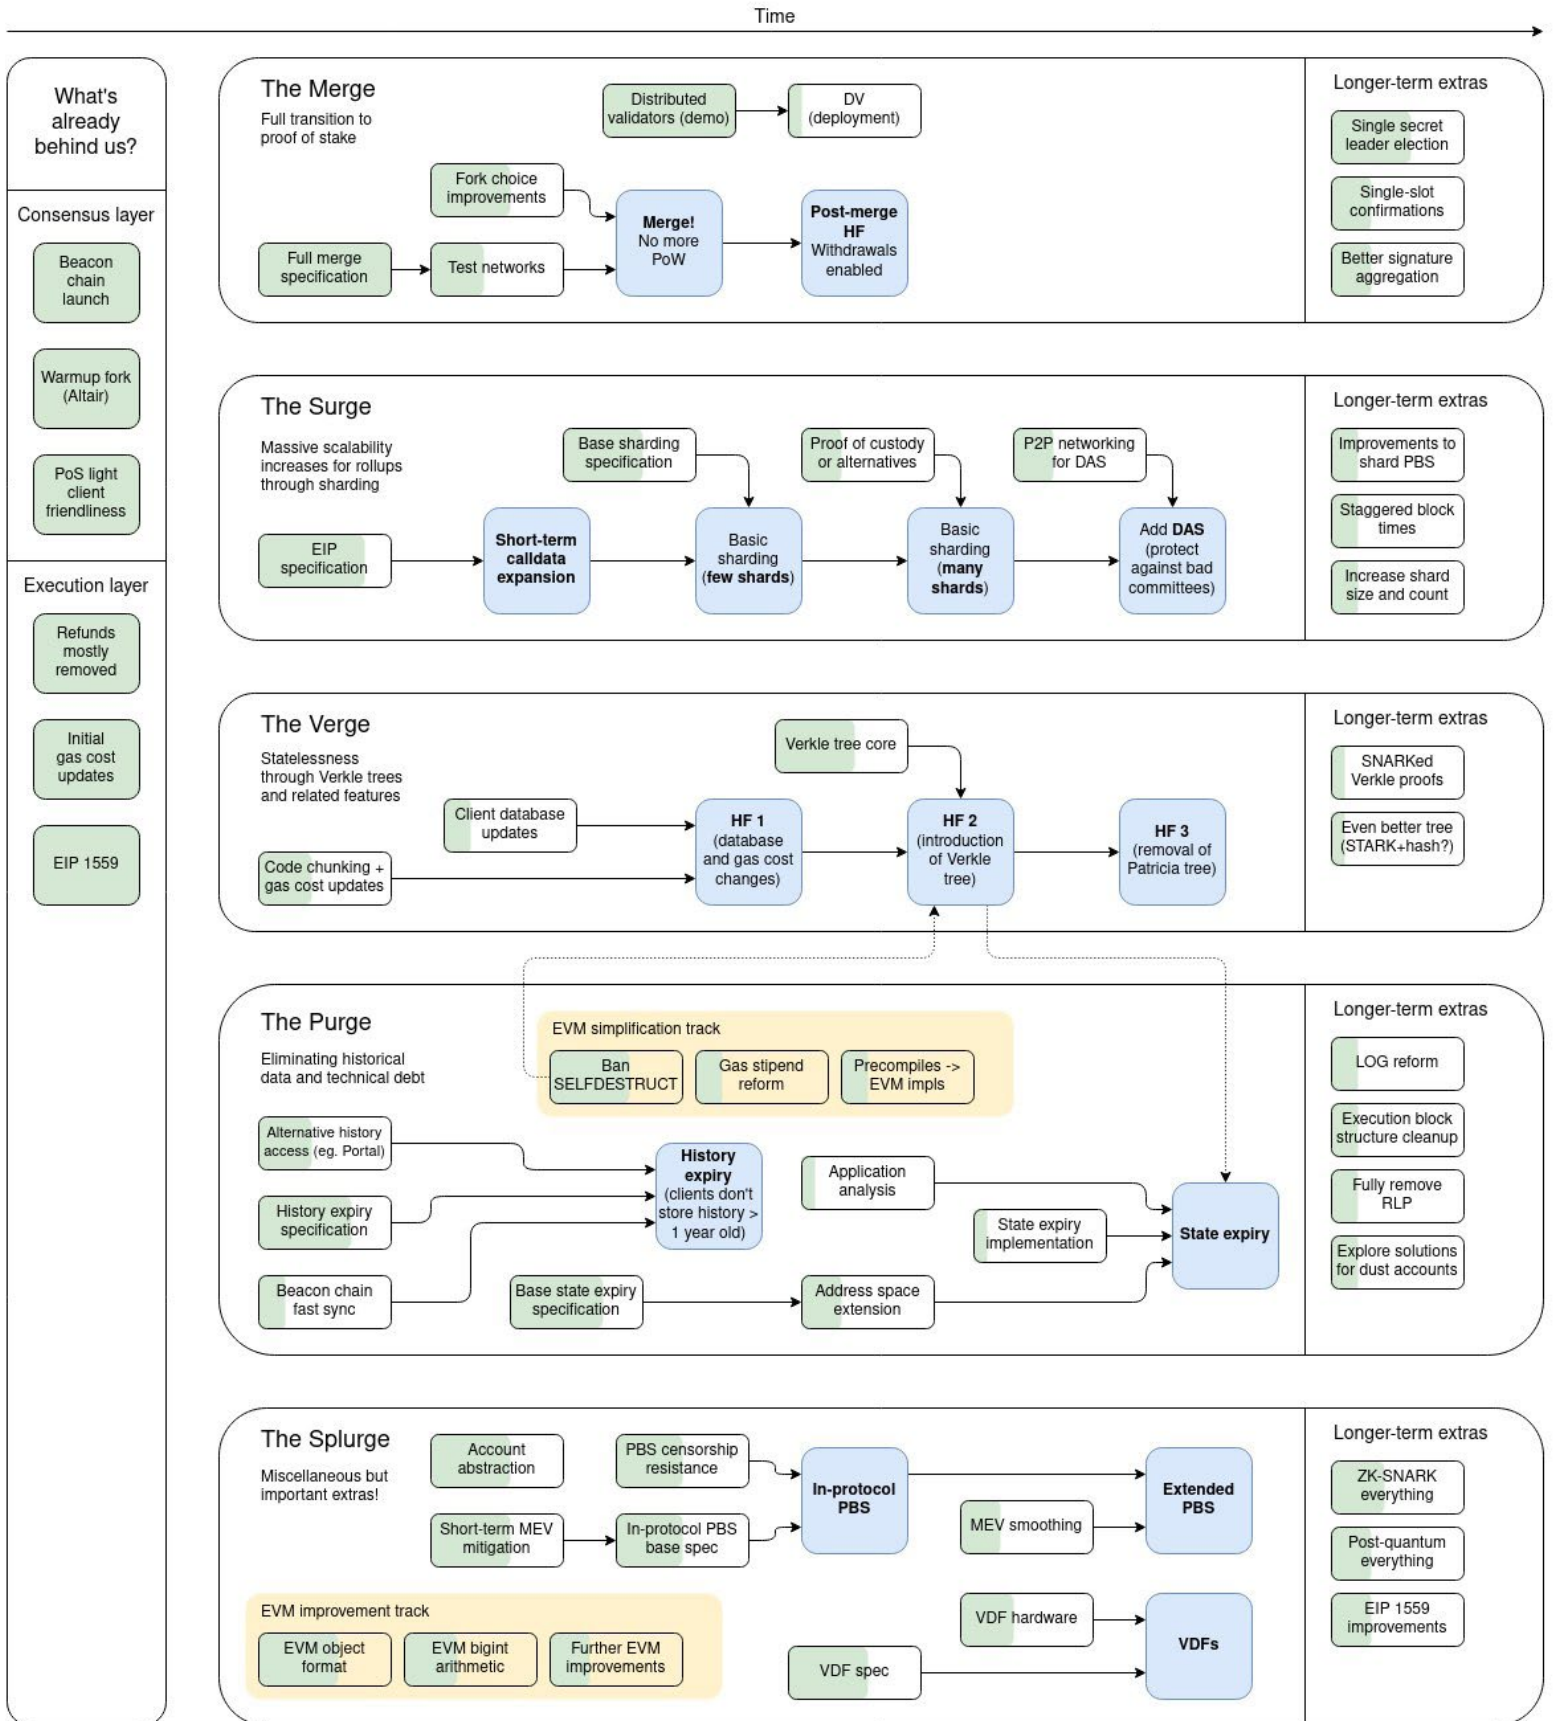 Time
What's
already
behind us?
Consensus layer
Beacon
chain
launch
Warmup fork
(Altair)
PoS light
client
friendliness
Execution layer
Refunds
mostly
removed
Initial
gas cost
updates
EIP 1559
The Merge
Full transition to
proof of stake
Distributed
validators (demo)
DV
(deployment)
Fork choice
improvements
Full merge
specification
Test networks
Merge!
No more
PoW
Post-merge
HF
Withdrawals
enabled
Longer-term extras
Single secret
leader election
Single-slot
confirmations
Better signature
aggregation
The Surge
Massive scalability
increases for rollups
through sharding
Base sharding
specification
Proof of custody
or alternatives
P2P networking
for DAS
EIP
specification
Short-term
calldata
expansion
Basic
sharding
(few shards)
Basic
sharding
(many
shards)
Add DAS
(protect
against bad
committees)
Longer-term extras
Improvements to
shard PBS
Staggered block
times
Increase shard
size and count
The Verge
Statelessness
through Verkle trees
and related features
Verkle tree core
Client database
updates
Code chunking +
gas cost updates
HF 1
(database
and gas cost
changes)
HF 2
(introduction
of Verkle
tree)
HF 3
(removal of
Patricia tree)
Longer-term extras
SNARKed
Verkle proofs
Even better tree
(STARK+hash?)
The Purge
Eliminating historical
data and technical debt
EVM simplification track
Ban
SELFDESTRUCT
Gas stipend
reform
Precompiles ->
EVM impls
Alternative history
access (eg. Portal)
History expiry
specification
Beacon chain
fast sync
History
expiry
(clients don't
store history >
1 year old)
Base state expiry
specification
Application
analysis
State expiry
implementation
Address space
extension
State expiry
Longer-term extras
LOG reform
Execution block
structure cleanup
Fully remove
RLP
Explore solutions
for dust accounts
The Splurge
Miscellaneous but
important extras!
Account
abstraction
PBS censorship
resistance
Short-term MEV
mitigation
In-protocol PBS
base spec
In-protocol
PBS
MEV smoothing
Extended
PBS
EVM improvement track
EVM object
format
EVM bigint
arithmetic
Further EVM
improvements
VDF hardware
VDF spec
VDFs
Longer-term extras
ZK-SNARK
everything
Post-quantum
everything
EIP 1559
improvements